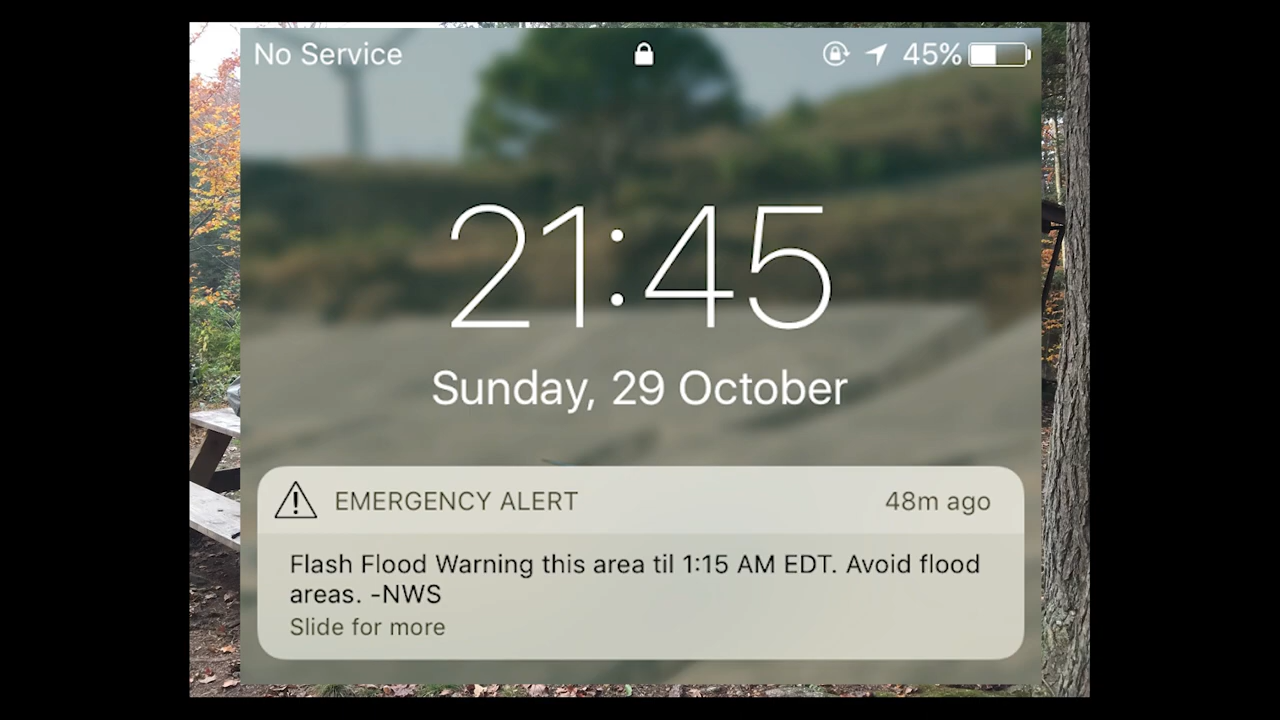 No Service 45%
21:45
Sunday, 29 October
EMERGENCY ALERT 48m ago
Flash Flood Warning this area til 1:15 AM EDT. Avoid flood
areas. -NWS
Slide for more